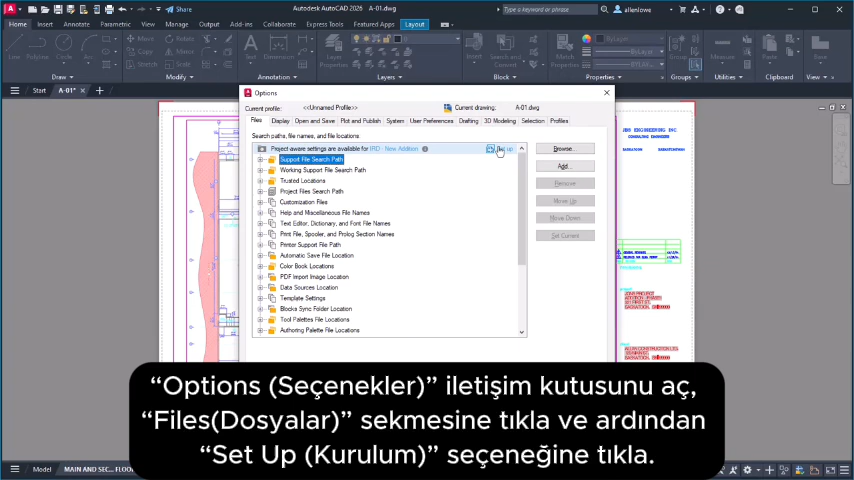 Share
Autodesk AutoCAD 2026 A-01.dwg
Type a keyword or phrase
allenlowe
Home Insert Annotate Parametric View Manage Output Add-ins Collaborate Express Tools Featured Apps Layout
Line Polyline Circle Arc
Move
Copy
Stretch
Text Dimension
Insert
Match Properties
BYLAYER
BYLAYER
Group
Measure
Paste
Base
Draw Modify Annotation Layers Block Properties Groups Utilities Clipboard View
Start A-01*
Options
Current profile: <<Unnamed Profile>> Current drawing: A-01.dwg
Files Display Open and Save Plot and Publish System User Preferences Drafting 3D Modeling Selection Profiles
Search paths, file names, and file locations:
Project-aware settings are available for IRD - New Addition Set up
Support File Search Path
Working Support File Search Path
Trusted Locations
Project Files Search Path
Customization Files
Help and Miscellaneous File Names
Text Editor, Dictionary, and Font File Names
Print File, Spooler, and Prolog Section Names
Printer Support File Path
Automatic Save File Location
Color Book Locations
PDF Import Image Location
Data Sources Location
Template Settings
Blocks Sync Folder Location
Tool Palettes File Locations
Authoring Palette File Locations
Browse...
Add...
Remove
Move Up
Move Down
Set Current
JBG ENGINEERING INC
CONSULTING ENGINEER
SASKATOON SASKATCHEWAN
“Options (Seçenekler)” iletişim kutusunu aç,
“Files(Dosyalar)” sekmesine tıkla ve ardından
“Set Up (Kurulum)” seçeneğine tıkla.
Model